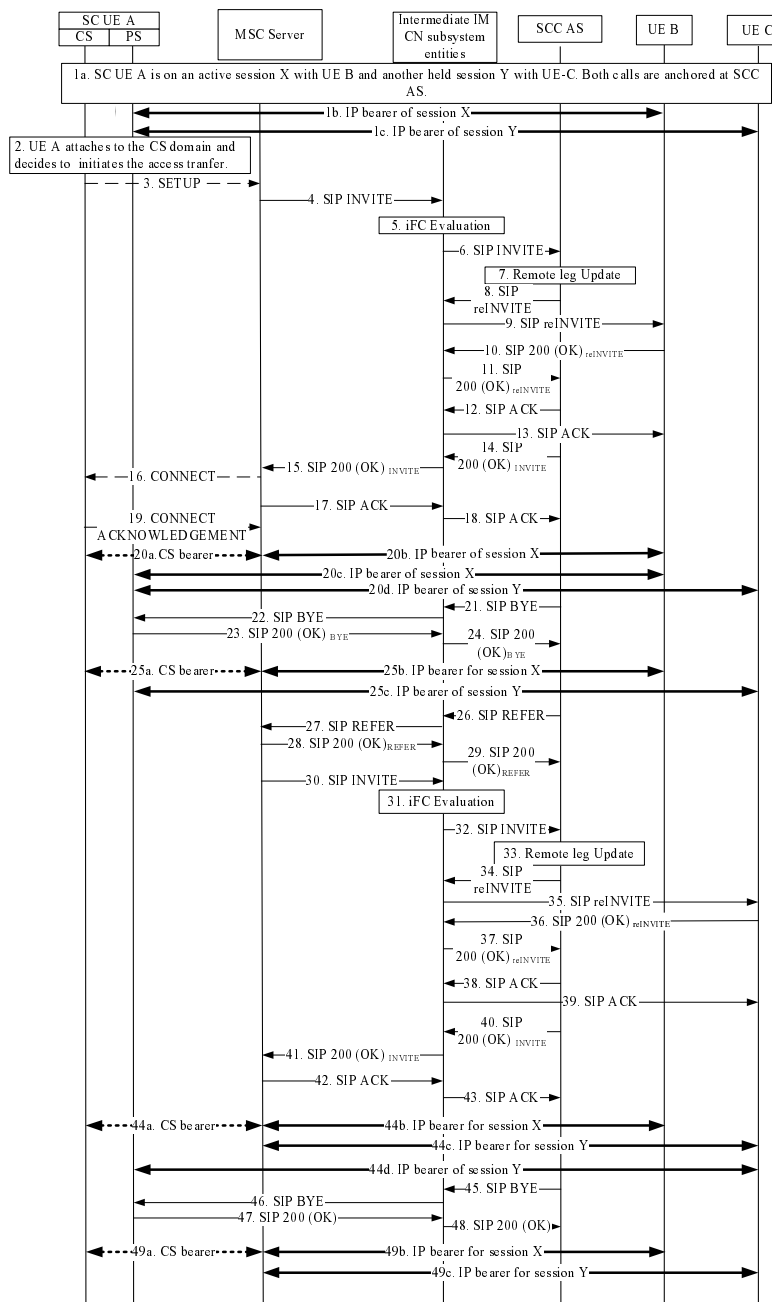 SC UE A
CS
PS
MSC Server
Intermediate IM
CN subsystem
entities
SCC AS
UE B
UE C
1a. SC UE A is on an active session X with UE B and another held session Y with UE-C. Both calls are anchored at SCC
AS.
1b. IP bearer of session X
1c. IP bearer of session Y
2. UE A attaches to the CS domain and
decides to initiates the access tranfer.
3. SETUP
4. SIP INVITE
5. iFC Evaluation
6. SIP INVITE
7. Remote leg Update
8. SIP
reINVITE
9. SIP reINVITE
10. SIP 200 (OK) reINVITE
11. SIP
200 (OK) reINVITE
12. SIP ACK
13. SIP ACK
14. SIP
200 (OK) INVITE
15. SIP 200 (OK) INVITE
16. CONNECT
17. SIP ACK
18. SIP ACK
19. CONNECT
ACKNOWLEDGEMENT
20a.CS bearer
20b. IP bearer of session X
20c. IP bearer of session X
20d. IP bearer of session Y
21. SIP BYE
22. SIP BYE
23. SIP 200 (OK) BYE
24. SIP 200
(OK)BYE
25a. CS bearer
25b. IP bearer for session X
25c. IP bearer of session Y
26. SIP REFER
27. SIP REFER
28. SIP 200 (OK)REFER
29. SIP 200
(OK)REFER
30. SIP INVITE
31. iFC Evaluation
32. SIP INVITE
33. Remote leg Update
34. SIP
reINVITE
35. SIP reINVITE
36. SIP 200 (OK) reINVITE
37. SIP
200 (OK) reINVITE
38. SIP ACK
39. SIP ACK
40. SIP
200 (OK) INVITE
41. SIP 200 (OK) INVITE
42. SIP ACK
43. SIP ACK
44a. CS bearer
44b. IP bearer for session X
44c. IP bearer for session Y
44d. IP bearer of session Y
45. SIP BYE
46. SIP BYE
47. SIP 200 (OK)
48. SIP 200 (OK)
49a. CS bearer
49b. IP bearer for session X
49c. IP bearer for session Y